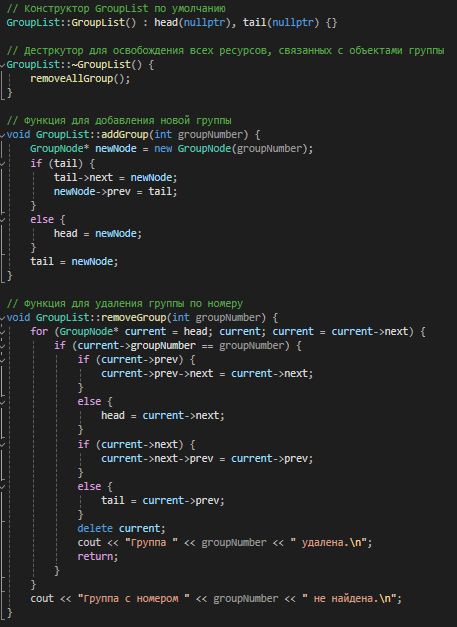 // Конструктор GroupList по умолчанию
GroupList::GroupList() : head(nullptr), tail(nullptr) {}

// Дестркутор для освобождения всех ресурсов, связанных с объектами группы
GroupList::~GroupList() {
    removeAllGroup();
}

// Функция для добавления новой группы
void GroupList::addGroup(int groupNumber) {
    GroupNode* newNode = new GroupNode(groupNumber);
    if (tail) {
        tail->next = newNode;
        newNode->prev = tail;
    }
    else {
        head = newNode;
    }
    tail = newNode;
}

// Функция для удаления группы по номеру
void GroupList::removeGroup(int groupNumber) {
    for (GroupNode* current = head; current; current = current->next) {
        if (current->groupNumber == groupNumber) {
            if (current->prev) {
                current->prev->next = current->next;
            }
            else {
                head = current->next;
            }
            if (current->next) {
                current->next->prev = current->prev;
            }
            else {
                tail = current->prev;
            }
            delete current;
            cout << "Группа " << groupNumber << " удалена.\n";
            return;
        }
    }
    cout << "Группа с номером " << groupNumber << " не найдена.\n";
}